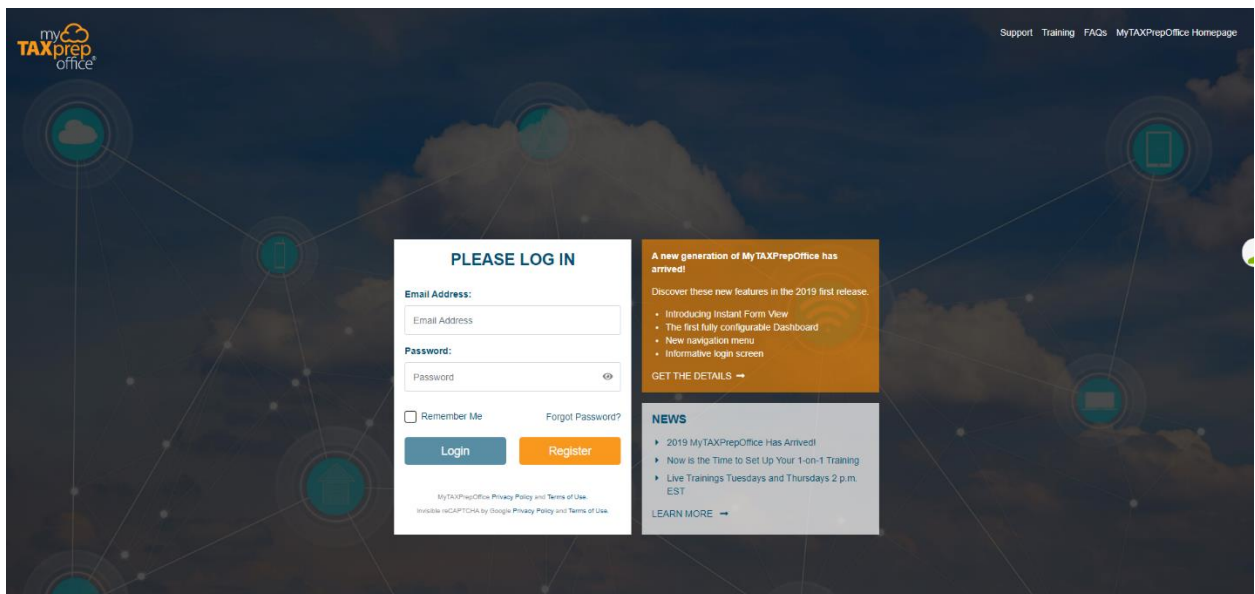 my
TAXprep
office®
Support Training FAQs MyTAXPrepOffice Homepage
PLEASE LOG IN
Email Address:
Email Address
Password:
Password
Remember Me Forgot Password?
Login Register
MyTAXPrepOffice Privacy Policy and Terms of Use.
Invisible reCAPTCHA by Google Privacy Policy and Terms of Use.
A new generation of MyTAXPrepOffice has
arrived!
Discover these new features in the 2019 first release.
• Introducing Instant Form View
• The first fully configurable Dashboard
• New navigation menu
• Informative login screen
GET THE DETAILS →
NEWS
2019 MyTAXPrepOffice Has Arrived!
Now is the Time to Set Up Your 1-on-1 Training
Live Trainings Tuesdays and Thursdays 2 p.m.
EST
LEARN MORE →